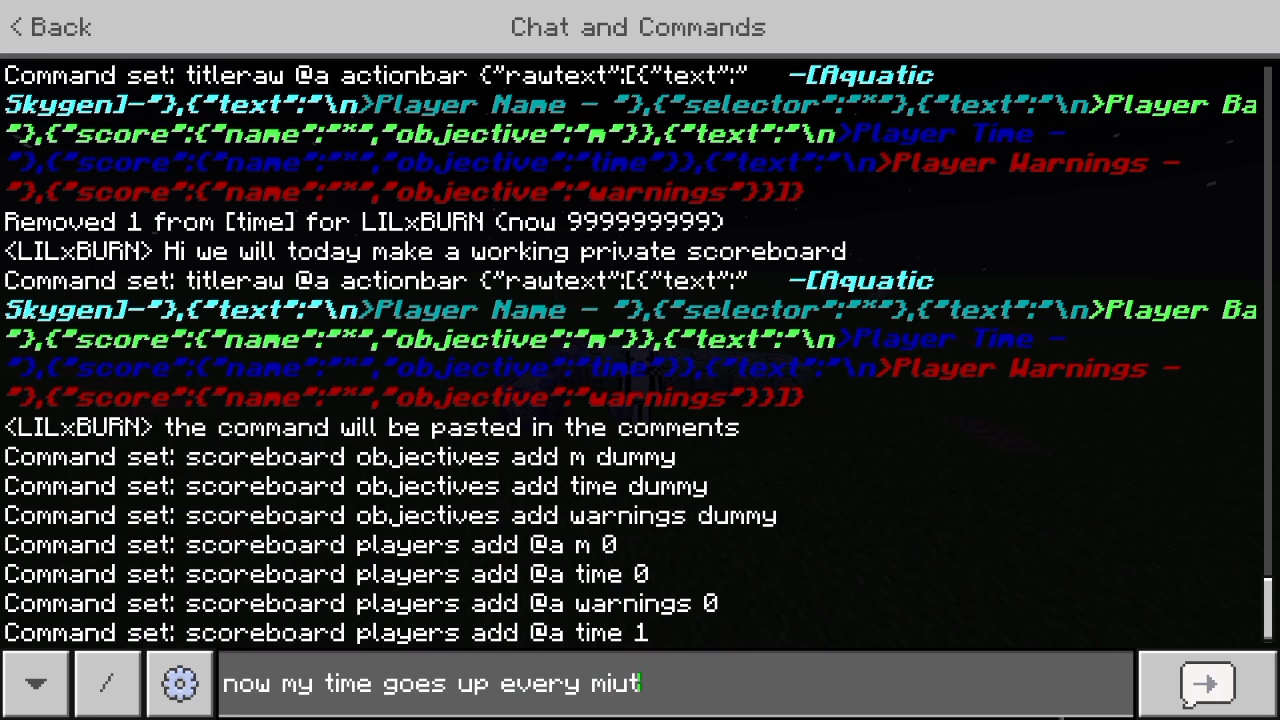 < Back
Chat and Commands
Command set: titleraw @a actionbar {"rawtext":[{"text":"   -[Aquatic
Skygen]-"},{"text":"\n>Player Name - "},{"selector":"*"},{"text":"\n>Player Ba
"},{"score":{"name":"*","objective":"m"}},{"text":"\n>Player Time -
"},{"score":{"name":"*","objective":"time"}},{"text":"\n>Player Warnings -
"},{"score":{"name":"*","objective":"warnings"}}]}
Removed 1 from [time] for LILxBURN (now 999999999)
<LILxBURN> Hi we will today make a working private scoreboard
Command set: titleraw @a actionbar {"rawtext":[{"text":"   -[Aquatic
Skygen]-"},{"text":"\n>Player Name - "},{"selector":"*"},{"text":"\n>Player Ba
"},{"score":{"name":"*","objective":"m"}},{"text":"\n>Player Time -
"},{"score":{"name":"*","objective":"time"}},{"text":"\n>Player Warnings -
"},{"score":{"name":"*","objective":"warnings"}}]}
<LILxBURN> the command will be pasted in the comments
Command set: scoreboard objectives add m dummy
Command set: scoreboard objectives add time dummy
Command set: scoreboard objectives add warnings dummy
Command set: scoreboard players add @a m 0
Command set: scoreboard players add @a time 0
Command set: scoreboard players add @a warnings 0
Command set: scoreboard players add @a time 1
/
now my time goes up every miut